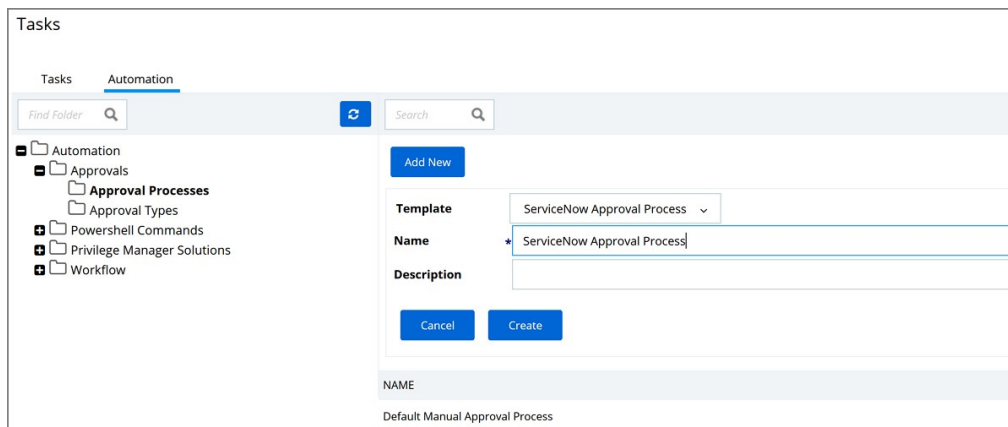 Tasks
Tasks Automation
Find Folder Search
Automation
Approvals
Approval Processes
Approval Types
Powershell Commands
Privilege Manager Solutions
Workflow
Add New
Template ServiceNow Approval Process
Name * ServiceNow Approval Process
Description
Cancel Create
NAME
Default Manual Approval Process